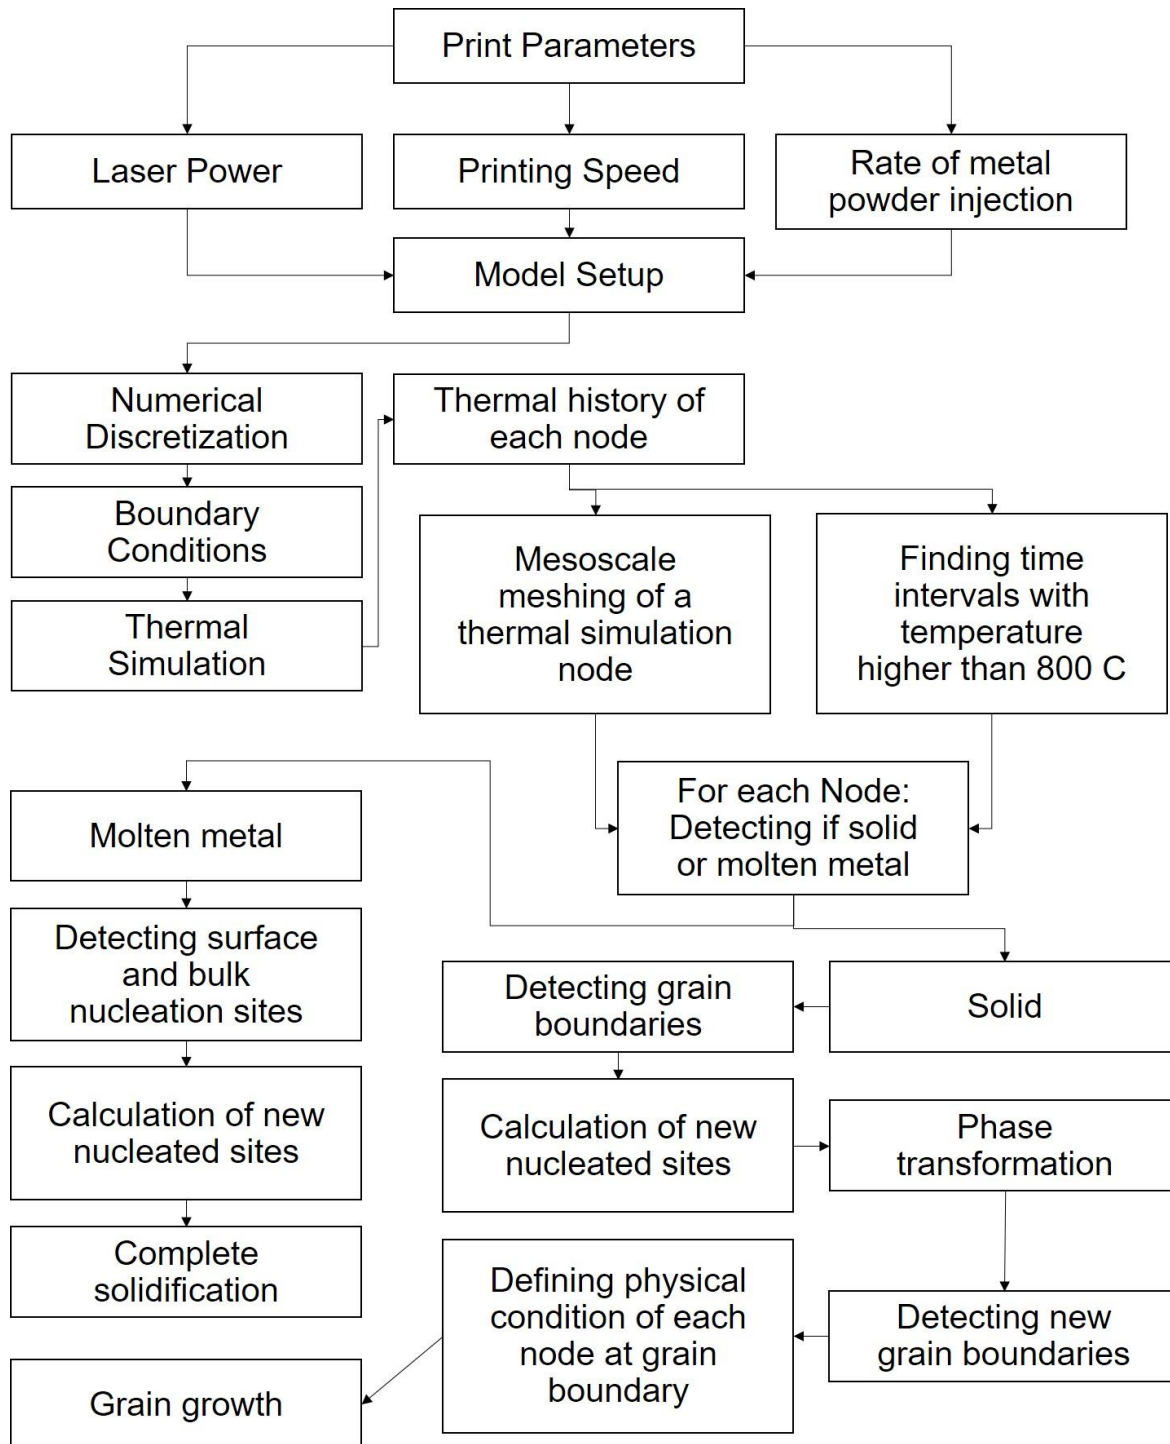 Print Parameters
Laser Power
Printing Speed
Rate of metal
powder injection
Model Setup
Numerical
Discretization
Thermal history of
each node
Boundary
Conditions
Thermal
Simulation
Mesoscale
meshing of a
thermal simulation
node
Finding time
intervals with
temperature
higher than 800 C
For each Node:
Detecting if solid
or molten metal
Molten metal
Detecting surface
and bulk
nucleation sites
Calculation of new
nucleated sites
Complete
solidification
Solid
Detecting grain
boundaries
Calculation of new
nucleated sites
Phase
transformation
Detecting new
grain boundaries
Defining physical
condition of each
node at grain
boundary
Grain growth